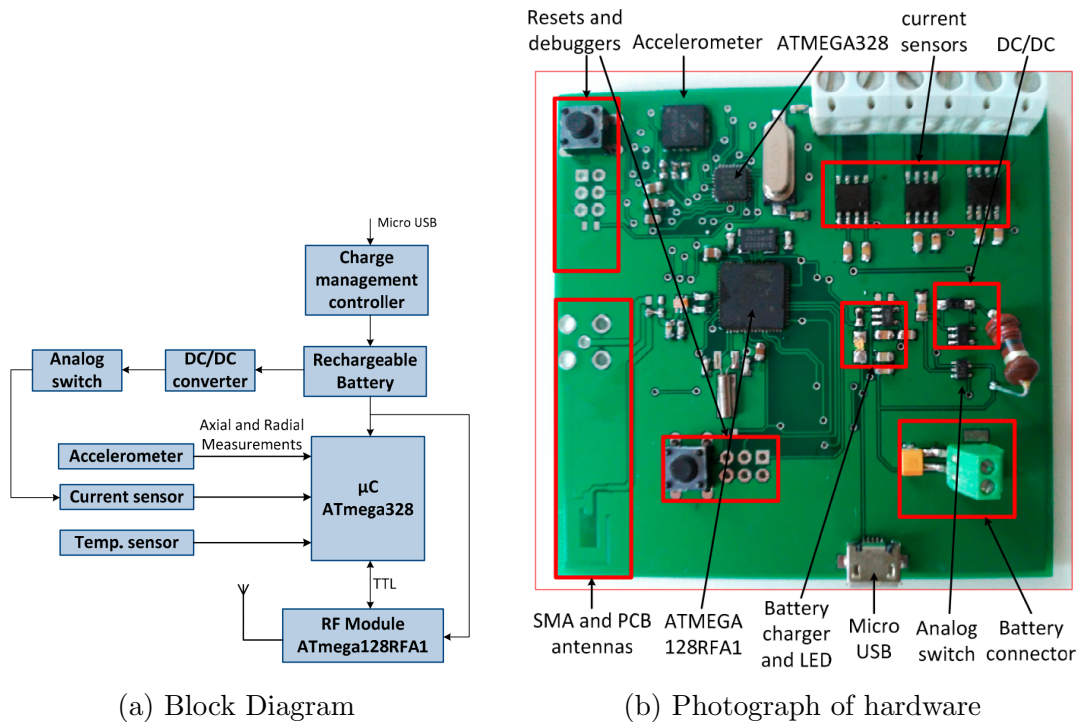 Micro USB
Charge
management
controller
Analog
switch
DC/DC
converter
Rechargeable
Battery
Axial and Radial
Measurements
Accelerometer
Current sensor
Temp. sensor
µC
ATmega328
TTL
RF Module
ATmega128RFA1
(a) Block Diagram
Resets and
debuggers
Accelerometer
ATMEGA328
current
sensors
DC/DC
SMA and PCB
antennas
ATMEGA
128RFA1
Battery
charger
and LED
Micro
USB
Analog
switch
Battery
connector
(b) Photograph of hardware